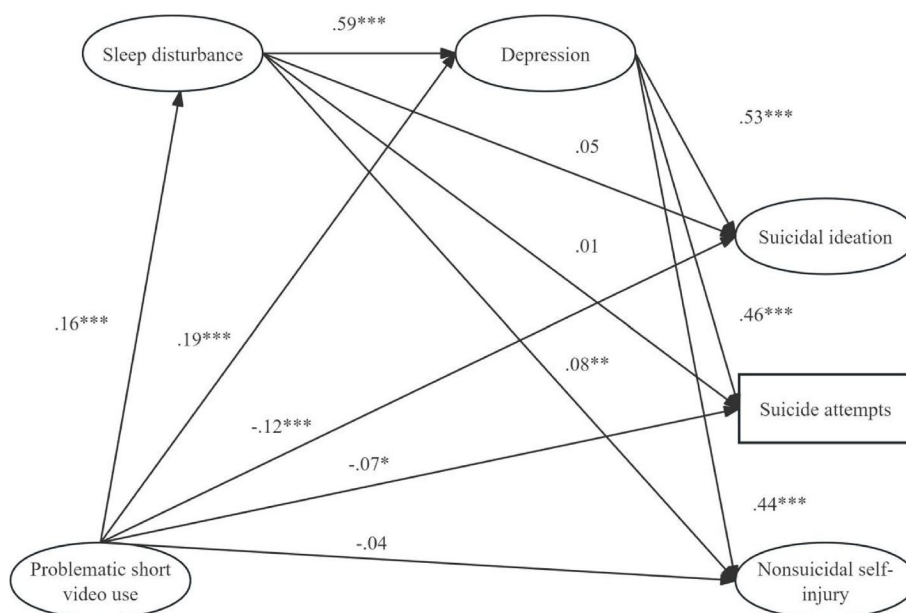 .59***
Sleep disturbance
Depression
.53***
.05
Suicidal ideation
.01
.16***
.19***
.46***
.08**
-.12***
Suicide attempts
-.07*
.44***
-.04
Problematic short
video use
Nonsuicidal self-
injury